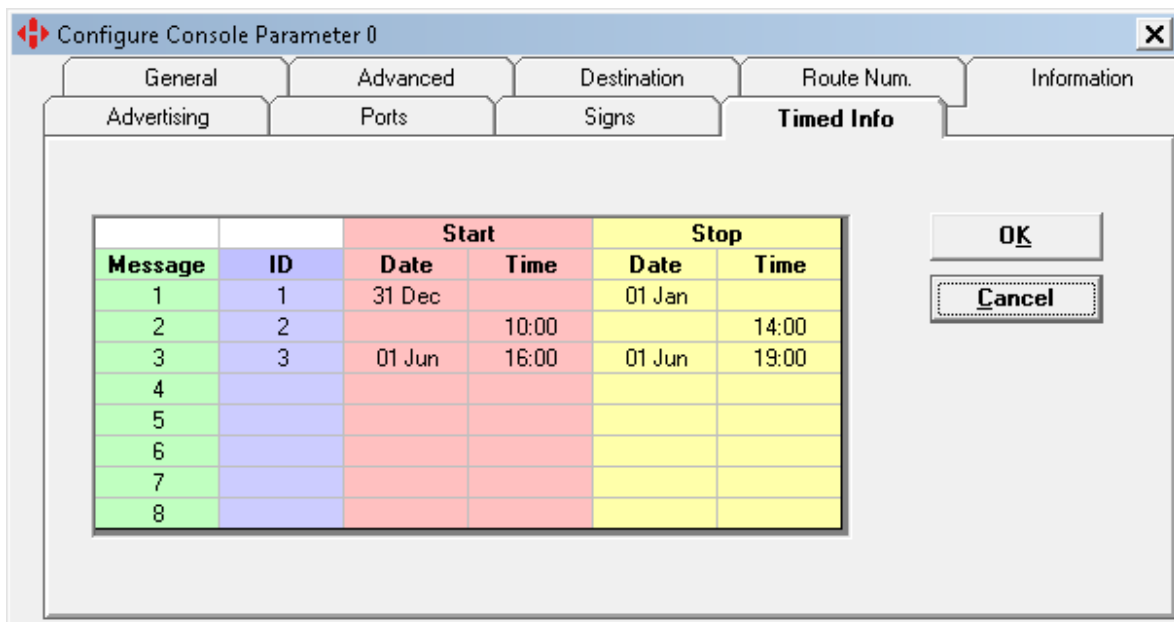 Configure Console Parameter 0
General Advanced Destination Route Num. Information
Advertising Ports Signs Timed Info
Start Stop
Message ID Date Time Date Time
1 1 31 Dec 01 Jan
2 2 10:00 14:00
3 3 01 Jun 16:00 01 Jun 19:00
4
5
6
7
8
OK
Cancel